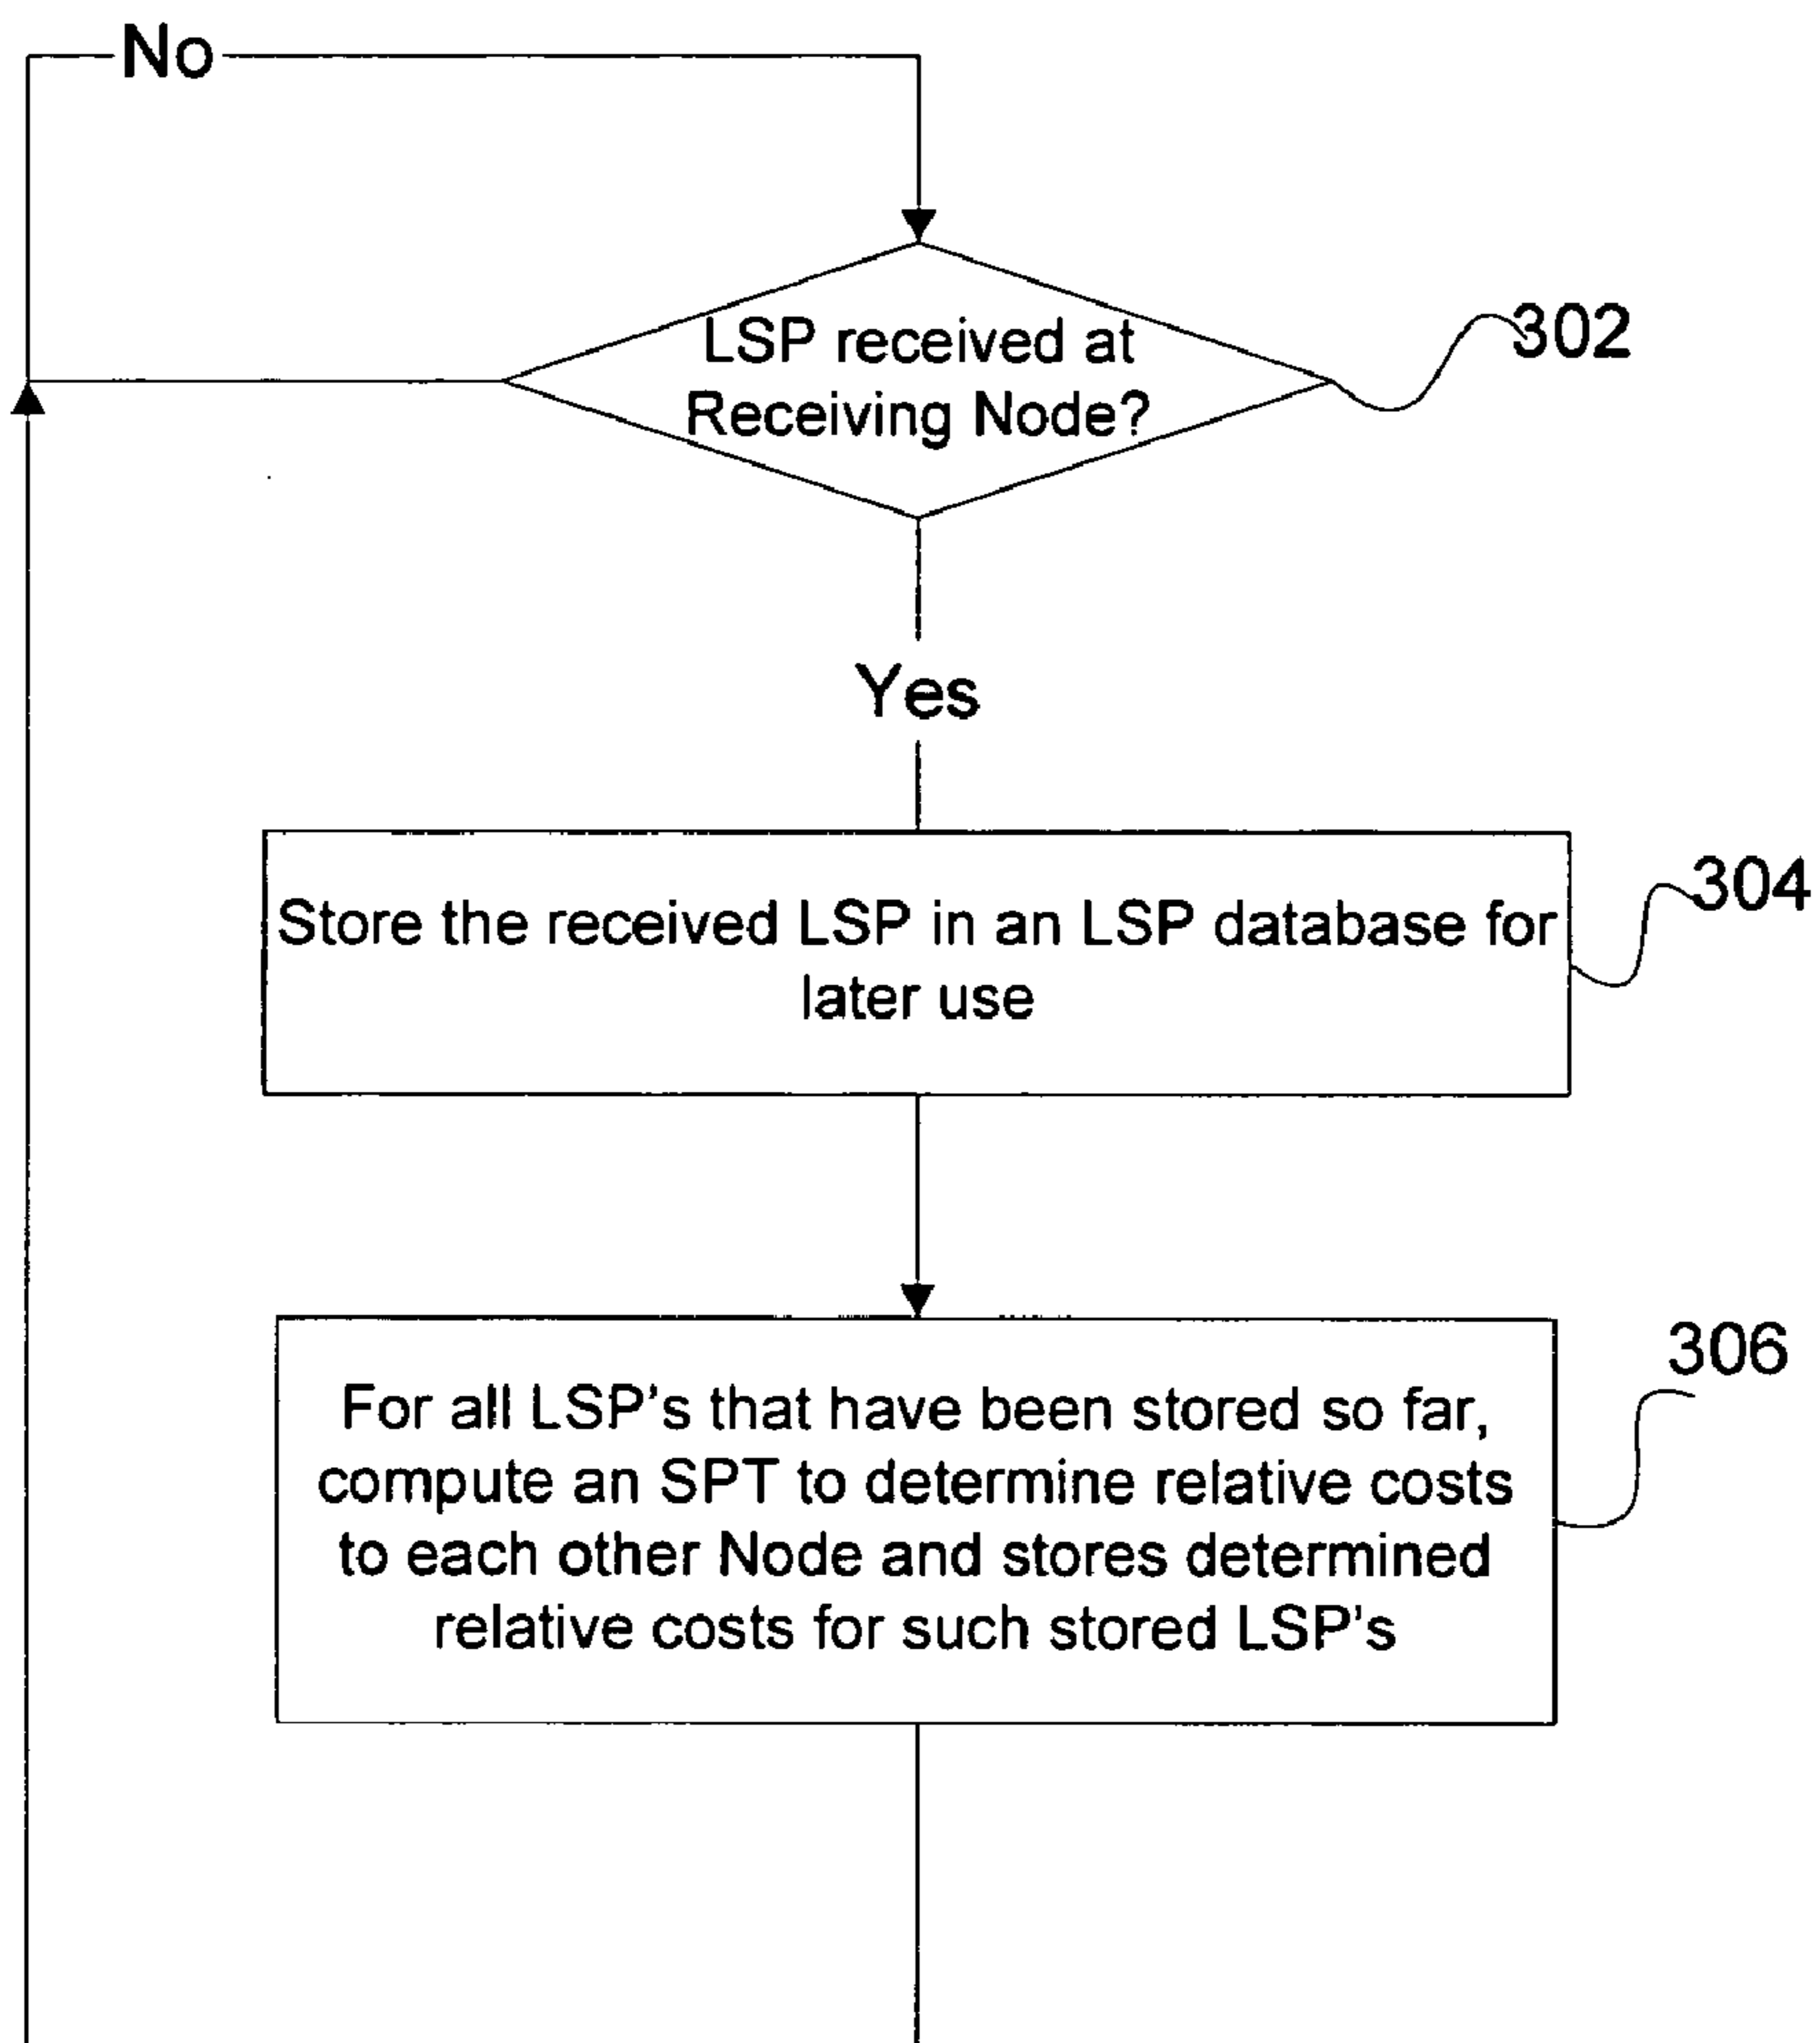 No
LSP received at
Receiving Node?
302
Yes
Store the received LSP in an LSP database for
later use
304
For all LSP's that have been stored so far,
compute an SPT to determine relative costs
to each other Node and stores determined
relative costs for such stored LSP's
306